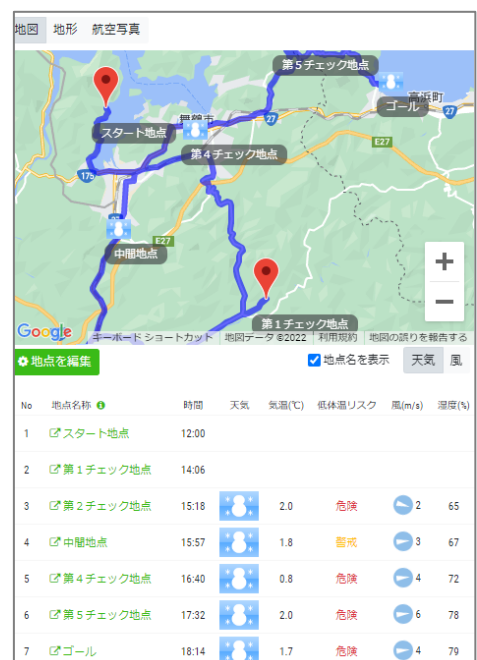 地図 地形 航空写真
第5チェック地点
高浜町
ゴール
27
スタート地点
舞鶴市
27
E27
第4チェック地点
175
27
E27
中間地点
第1チェック地点
Google
キーボード ショートカット 地図データ ©2022 利用規約 地図の誤りを報告する
地点を編集
地点名を表示 天気 風
No 地点名称 時間 天気 気温(℃) 低体温リスク 風(m/s) 湿度(%)
1 スタート地点 12:00
2 第1チェック地点 14:06
3 第2チェック地点 15:18 2.0 危険 2 65
4 中間地点 15:57 1.8 警戒 3 67
5 第4チェック地点 16:40 0.8 危険 4 72
6 第5チェック地点 17:32 2.0 危険 6 78
7 ゴール 18:14 1.7 危険 4 79